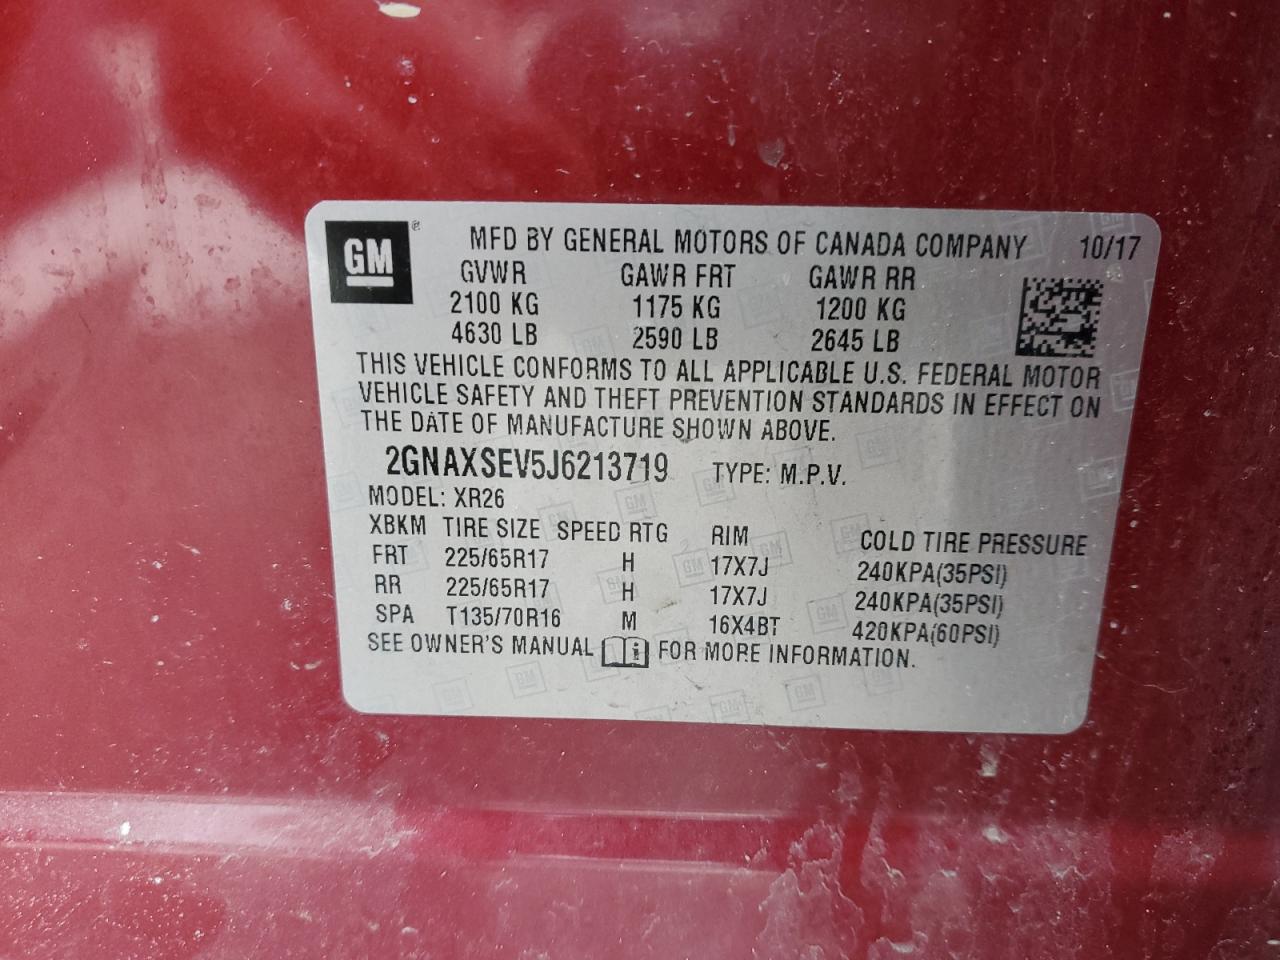 GM ®
MFD BY GENERAL MOTORS OF CANADA COMPANY 10/17
GVWR GAWR FRT GAWR RR
2100 KG 1175 KG 1200 KG
4630 LB 2590 LB 2645 LB
THIS VEHICLE CONFORMS TO ALL APPLICABLE U.S. FEDERAL MOTOR
VEHICLE SAFETY AND THEFT PREVENTION STANDARDS IN EFFECT ON
THE DATE OF MANUFACTURE SHOWN ABOVE.
2GNAXSEV5J6213719 TYPE: M.P.V.
MODEL: XR26
XBKM TIRE SIZE SPEED RTG RIM COLD TIRE PRESSURE
FRT 225/65R17 H 17X7J 240KPA(35PSI)
RR 225/65R17 H 17X7J 240KPA(35PSI)
SPA T135/70R16 M 16X4BT 420KPA(60PSI)
SEE OWNER'S MANUAL i FOR MORE INFORMATION.